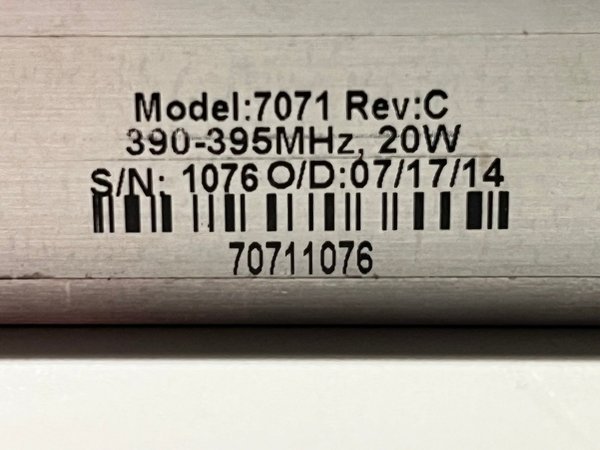 Model:7071 Rev:C
390-395MHz, 20W
S/N: 1076 O/D:07/17/14
70711076